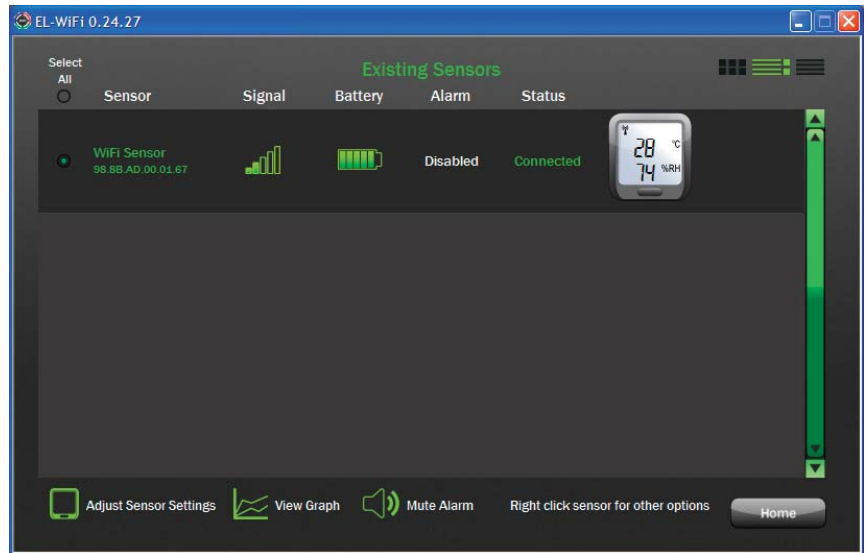 EL-WiFi 0.24.27
Select
All
Existing Sensors
Sensor Signal Battery Alarm Status
WiFi Sensor
98.8B.AD.00.01.67
Disabled
Connected
28 °C
74 %RH
Adjust Sensor Settings View Graph Mute Alarm Right click sensor for other options Home